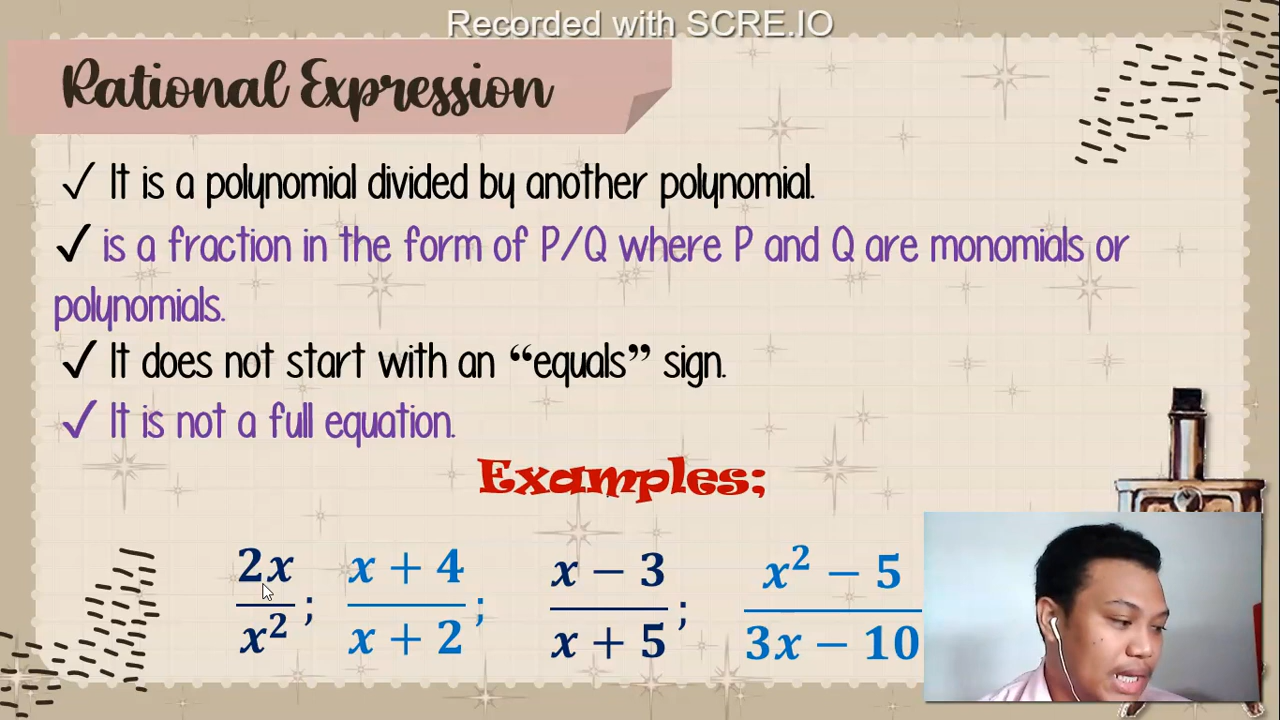 Recorded with SCRE.IO
Rational Expression
✓ It is a polynomial divided by another polynomial.
✓ is a fraction in the form of P/Q where P and Q are monomials or
polynomials.
✓ It does not start with an “equals” sign.
✓ It is not a full equation.
Examples;
2x/x² ; x + 4/x + 2 ; x − 3/x + 5 ; x² − 5/3x − 10